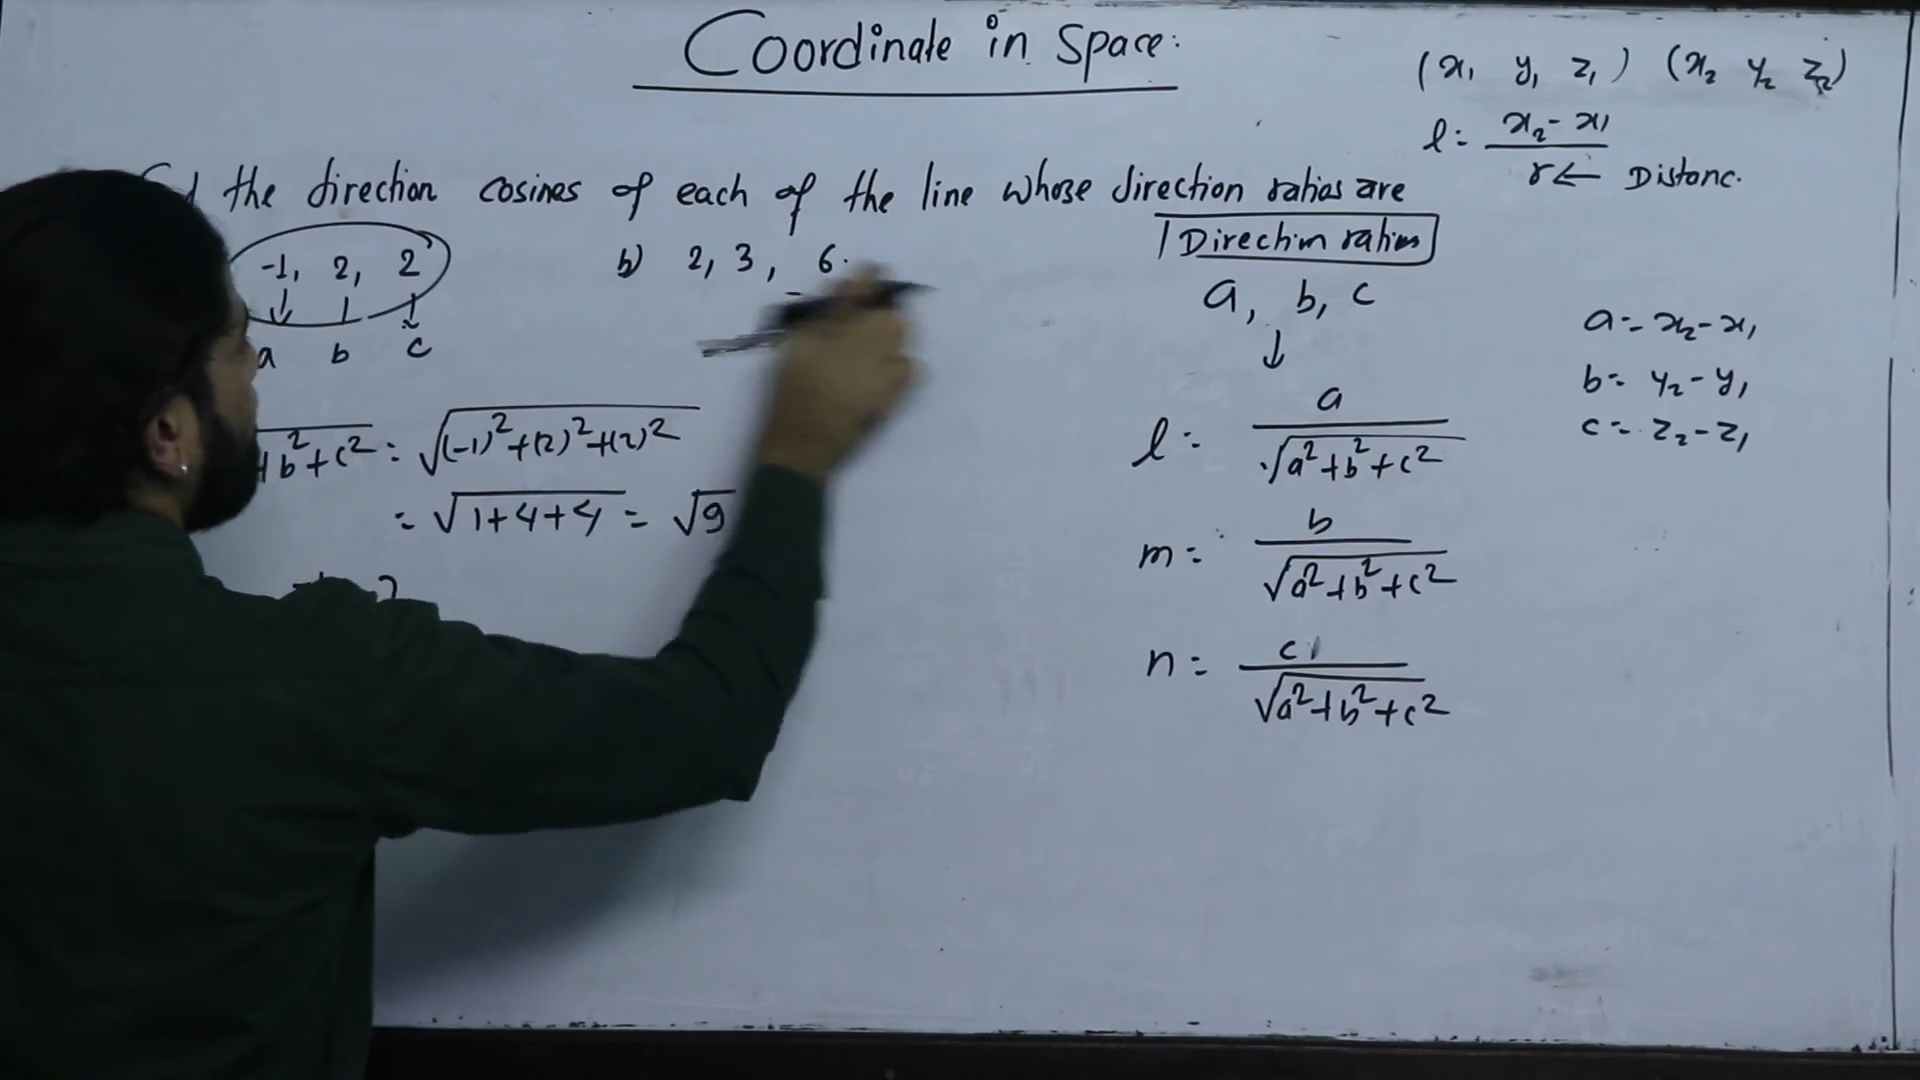 Coordinate in Space:
(x₁ y₁ z₁) (x₂ y₂ z₂)
l = x₂ - x₁ / r ← Distanc.
the direction cosines of each of the line whose direction ratios are
-1, 2, 2
a b c
b) 2, 3, 6.
b² + c² = √(-1)² + (2)² + (2)²
= √1+4+4 = √9
2
Direction ratios
a, b, c
↓
l = a / √a² + b² + c²
m = b / √a² + b² + c²
n = c / √a² + b² + c²
a = x₂ - x₁
b = y₂ - y₁
c = z₂ - z₁